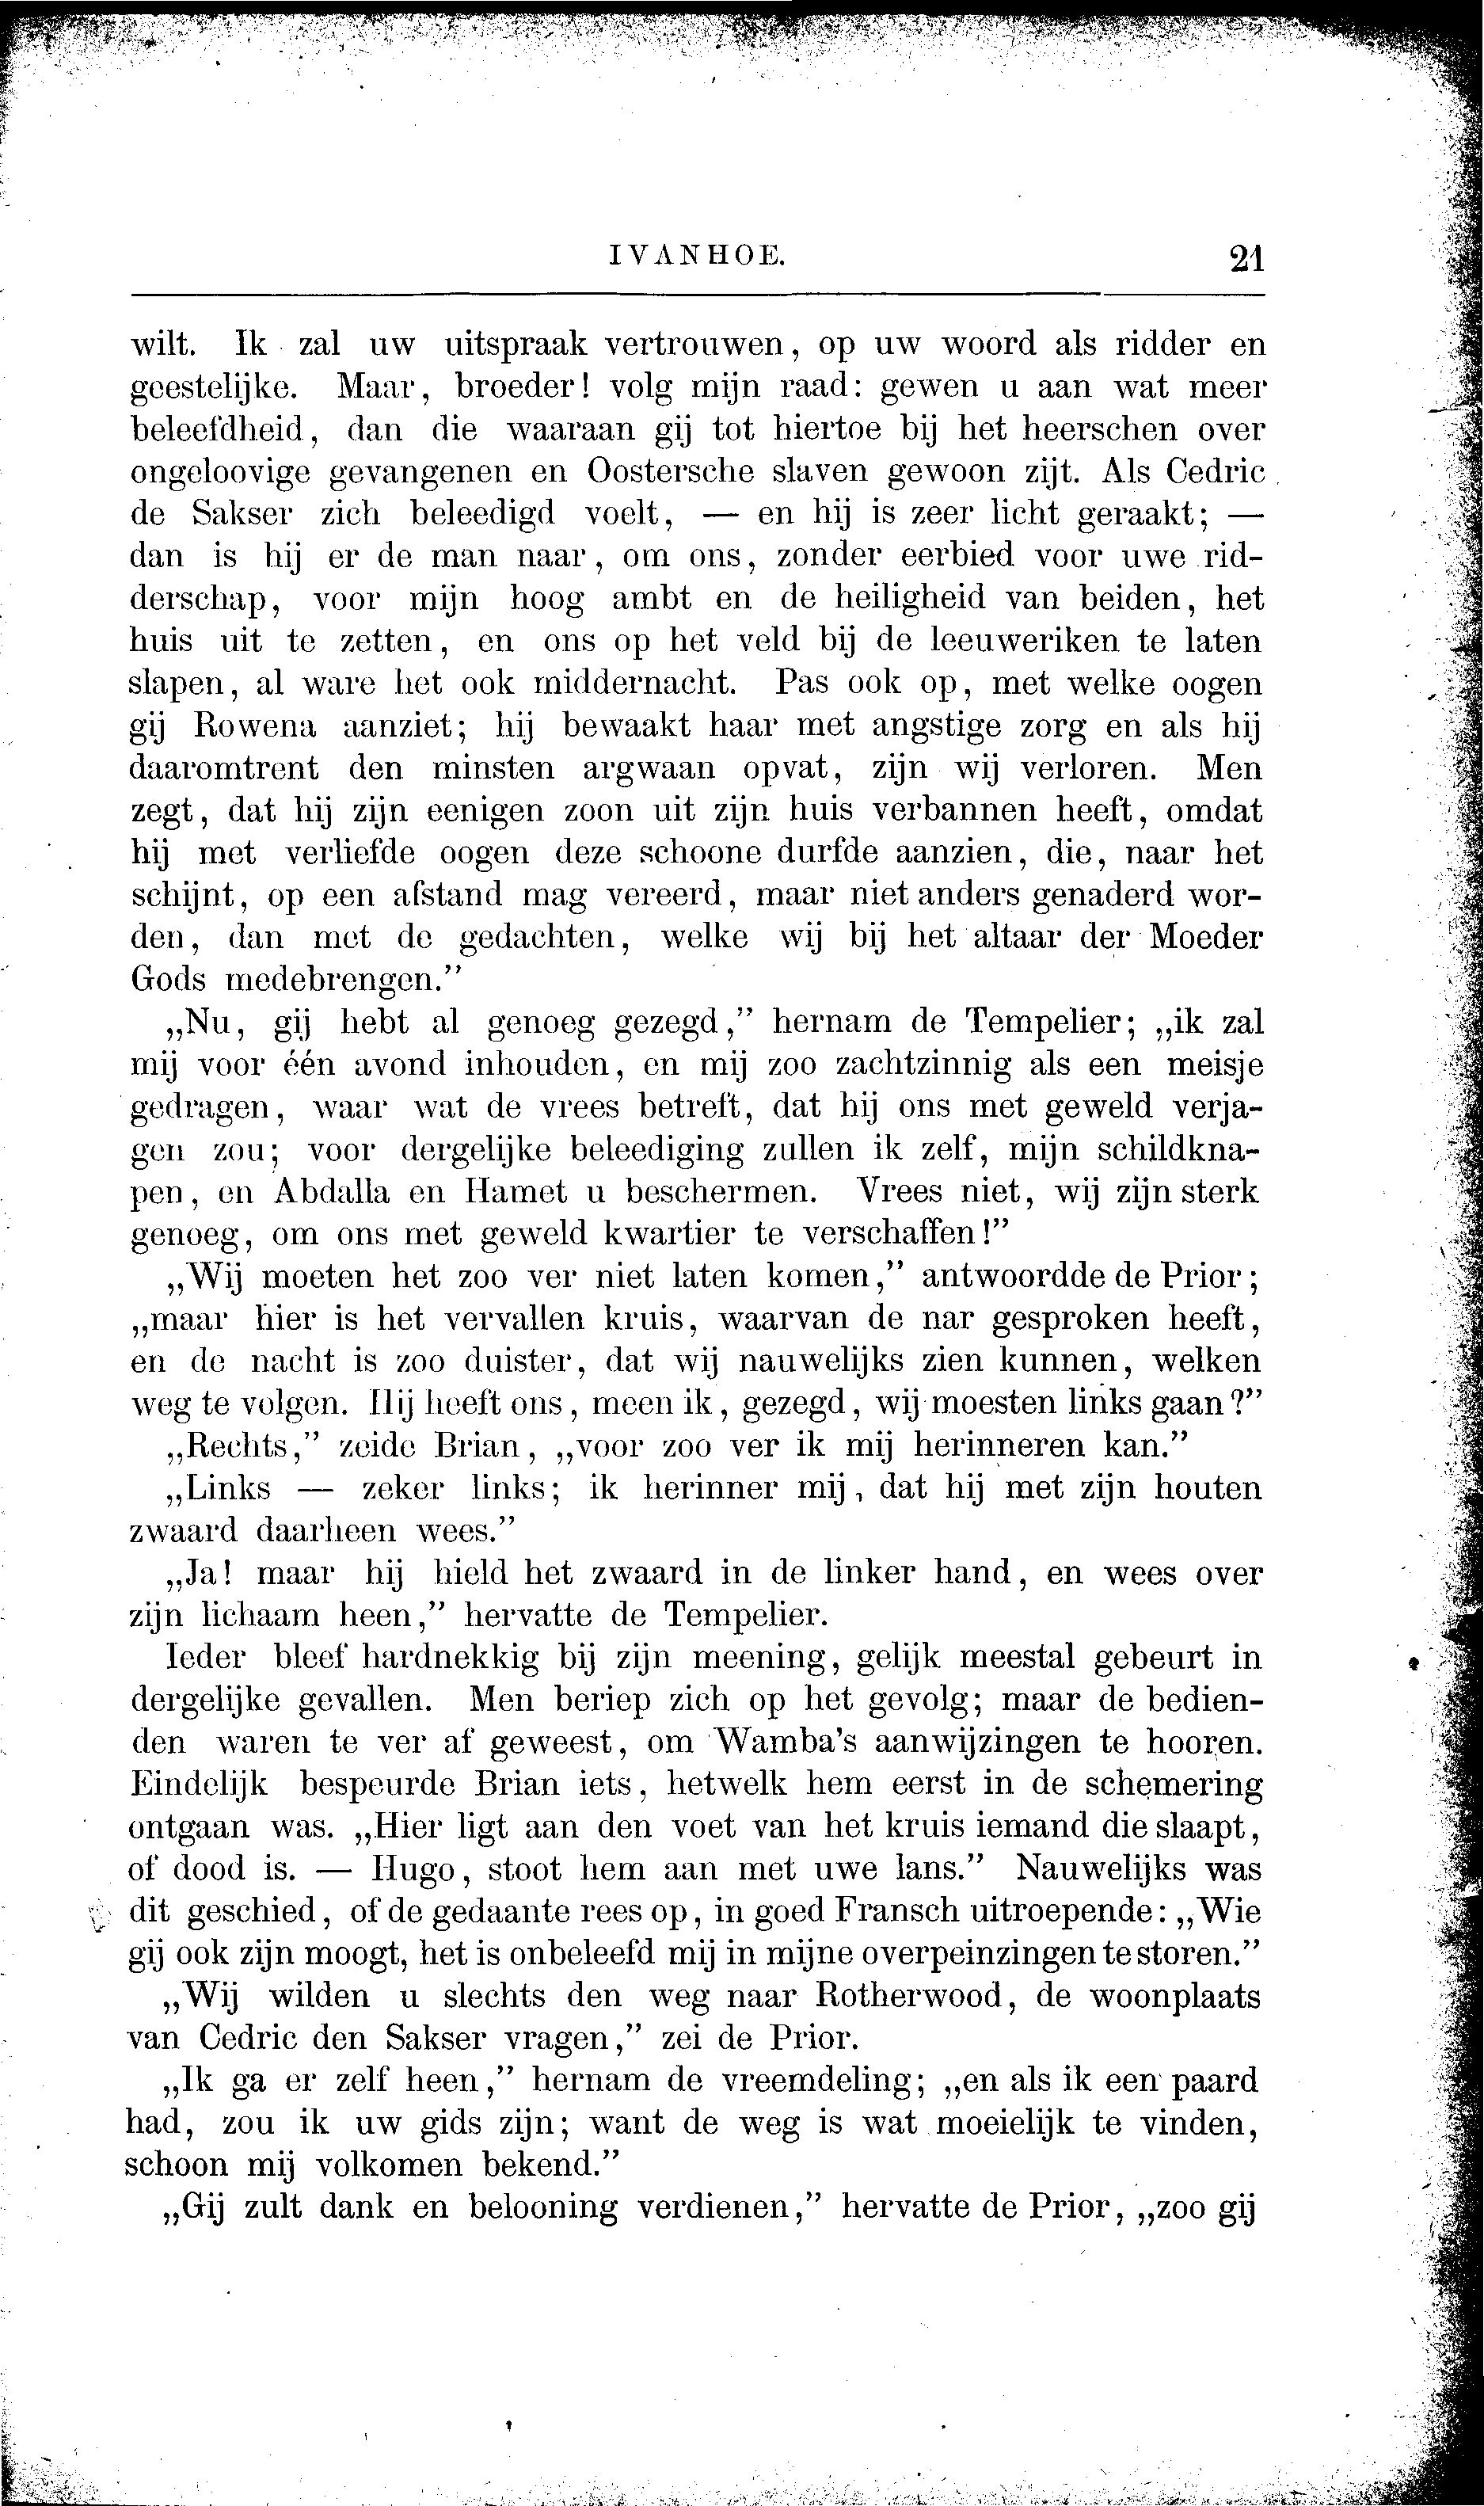 IVANHOE. 21
wilt. Ik zal uw uitspraak vertrouwen, op uw woord als ridder en
geestelijke. Maar, broeder! volg mijn raad: gewen u aan wat meer
beleefdheid, dan die waaraan gij tot hiertoe bij het heerschen over
ongeloovige gevangenen en Oostersche slaven gewoon zijt. Als Cedric
de Sakser zich beleedigd voelt, — en hij is zeer licht geraakt; —
dan is hij er de man naar, om ons, zonder eerbied voor uwe rid-
derschap, voor mijn hoog ambt en de heiligheid van beiden, het
huis uit te zetten, en ons op het veld bij de leeuweriken te laten
slapen, al ware het ook middernacht. Pas ook op, met welke oogen
gij Rowena aanziet; hij bewaakt haar met angstige zorg en als hij
daaromtrent den minsten argwaan opvat, zijn wij verloren. Men
zegt, dat hij zijn eenigen zoon uit zijn huis verbannen heeft, omdat
hij met verliefde oogen deze schoone durfde aanzien, die, naar het
schijnt, op een afstand mag vereerd, maar niet anders genaderd wor-
den, dan met de gedachten, welke wij bij het altaar der Moeder
Gods medebrengen.”
„Nu, gij hebt al genoeg gezegd,” hernam de Tempelier; „ik zal
mij voor één avond inhouden, en mij zoo zachtzinnig als een meisje
gedragen, waar wat de vrees betreft, dat hij ons met geweld verja-
gen zou; voor dergelijke beleediging zullen ik zelf, mijn schildkna-
pen, en Abdalla en Hamet u beschermen. Vrees niet, wij zijn sterk
genoeg, om ons met geweld kwartier te verschaffen!”
„Wij moeten het zoo ver niet laten komen,” antwoordde de Prior;
„maar hier is het vervallen kruis, waarvan de nar gesproken heeft,
en de nacht is zoo duister, dat wij nauwelijks zien kunnen, welken
weg te volgen. Hij heeft ons, meen ik, gezegd, wij moesten links gaan?”
„Rechts,” zeide Brian, „voor zoo ver ik mij herinneren kan.”
„Links — zeker links; ik herinner mij, dat hij met zijn houten
zwaard daarheen wees.”
„Ja! maar hij hield het zwaard in de linker hand, en wees over
zijn lichaam heen,” hervatte de Tempelier.
Ieder bleef hardnekkig bij zijn meening, gelijk meestal gebeurt in
dergelijke gevallen. Men beriep zich op het gevolg; maar de bedien-
den waren te ver af geweest, om Wamba's aanwijzingen te hooren.
Eindelijk bespeurde Brian iets, hetwelk hem eerst in de schemering
ontgaan was. „Hier ligt aan den voet van het kruis iemand die slaapt,
of dood is. — Hugo, stoot hem aan met uwe lans.” Nauwelijks was
dit geschied, of de gedaante rees op, in goed Fransch uitroepende: „Wie
gij ook zijn moogt, het is onbeleefd mij in mijne overpeinzingen te storen.”
„Wij wilden u slechts den weg naar Rotherwood, de woonplaats
van Cedric den Sakser vragen,” zei de Prior.
„Ik ga er zelf heen,” hernam de vreemdeling; „en als ik een paard
had, zou ik uw gids zijn; want de weg is wat moeielijk te vinden,
schoon mij volkomen bekend.”
„Gij zult dank en belooning verdienen,” hervatte de Prior, „zoo gij